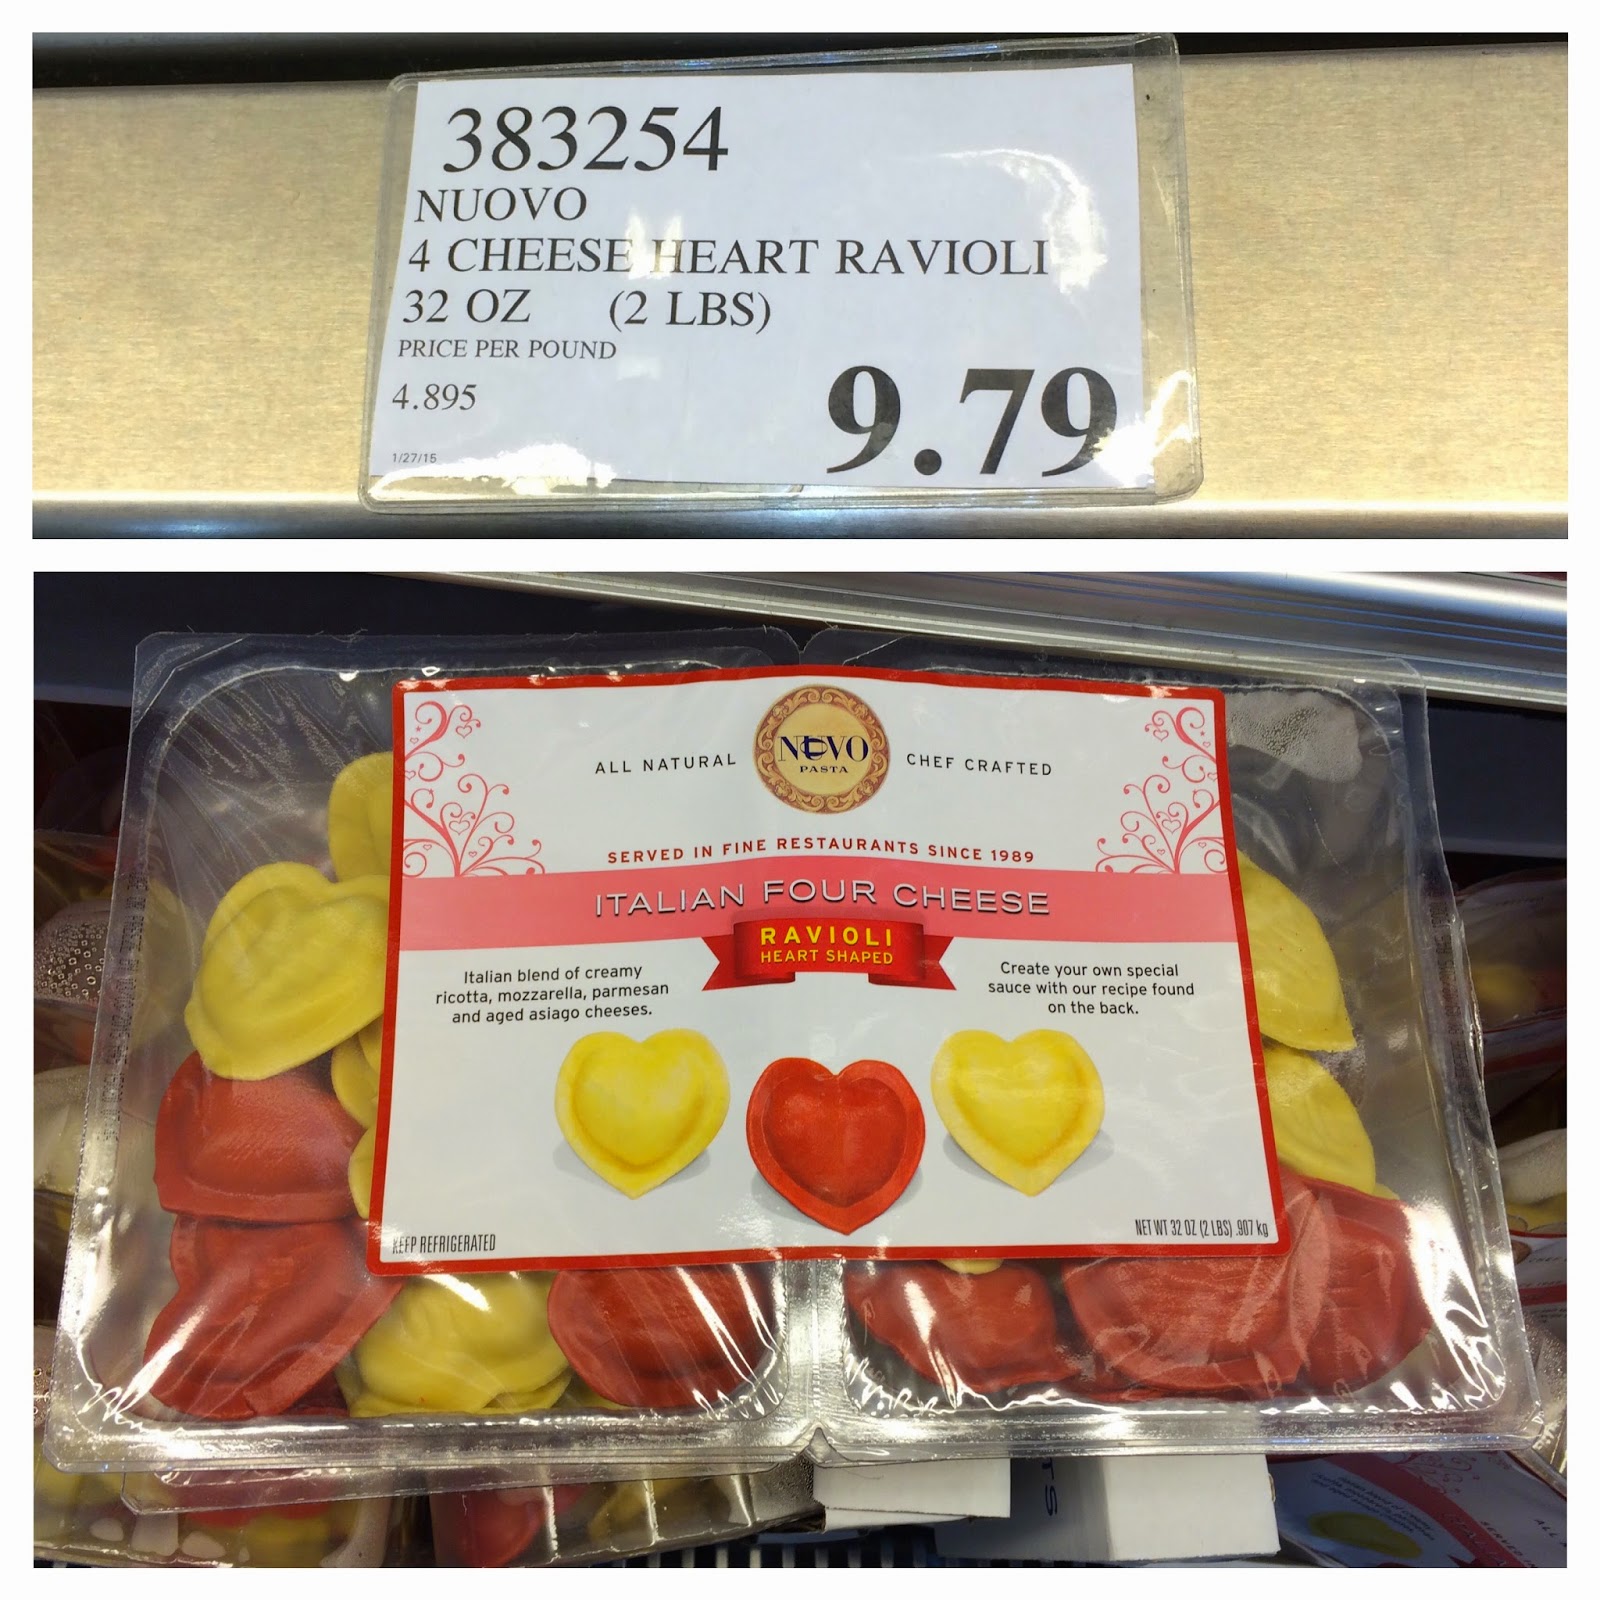 383254
NUOVO
4 CHEESE HEART RAVIOLI
32 OZ (2 LBS)
PRICE PER POUND
4.895
9.79
1/27/15
ALL NATURAL
NUOVO
PASTA
CHEF CRAFTED
SERVED IN FINE RESTAURANTS SINCE 1989
ITALIAN FOUR CHEESE
RAVIOLI
HEART SHAPED
Italian blend of creamy
ricotta, mozzarella, parmesan
and aged asiago cheeses.
Create your own special
sauce with our recipe found
on the back.
KEEP REFRIGERATED
NET WT 32 OZ (2 LBS) .907 kg